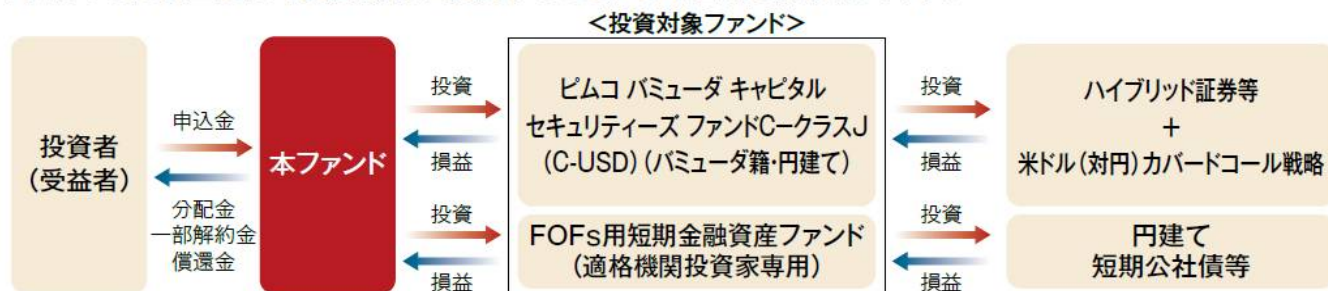 <投資対象ファンド>
投資者
(受益者)
申込金
分配金
一部解約金
償還金
本ファンド
投資
損益
投資
損益
ピムコ バミューダ キャピタル
セキュリティーズ ファンドC-クラスJ
(C-USD)(バミューダ籍・円建て)
FOFs用短期金融資産ファンド
(適格機関投資家専用)
投資
損益
投資
損益
ハイブリッド証券等
+
米ドル(対円)カバードコール戦略
円建て
短期公社債等